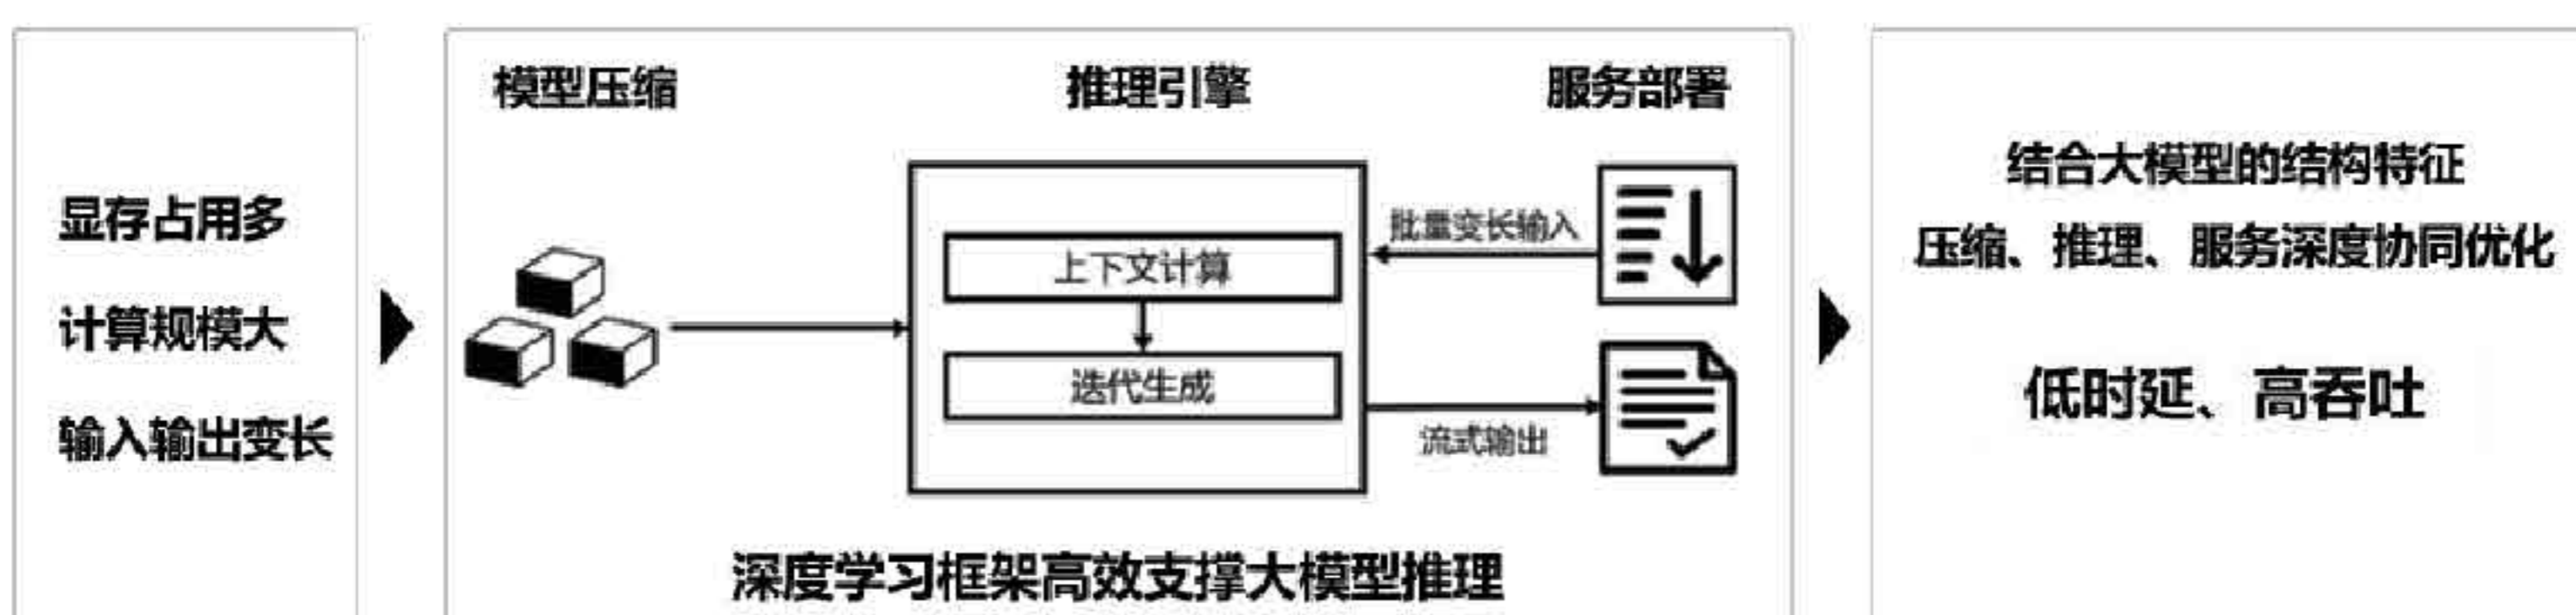 显存占用多
计算规模大
输入输出变长
模型压缩
推理引擎
服务部署
上下文计算
迭代生成
批量变长输入
流式输出
深度学习框架高效支撑大模型推理
结合大模型的结构特征
压缩、推理、服务深度协同优化
低时延、高吞吐